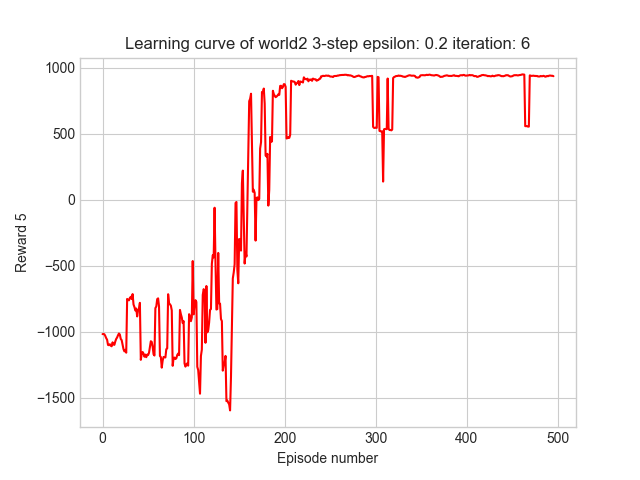 Learning curve of world2 3-step epsilon: 0.2 iteration: 6
1000
500
0
−500
−1000
−1500
Reward 5
0 100 200 300 400 500
Episode number